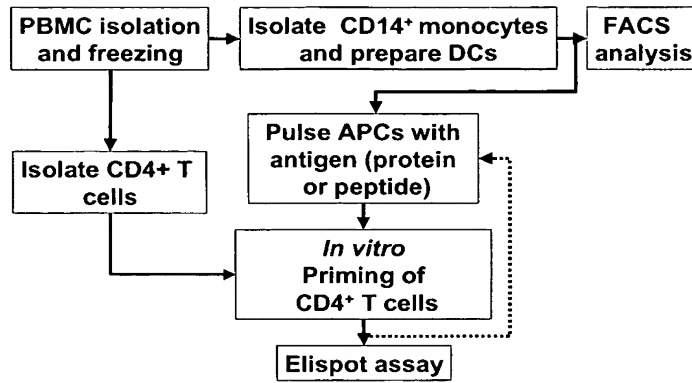 PBMC isolation
and freezing
Isolate CD14⁺ monocytes
and prepare DCs
FACS
analysis
Pulse APCs with
antigen (protein
or peptide)
Isolate CD4+ T
cells
In vitro
Priming of
CD4⁺ T cells
Elispot assay